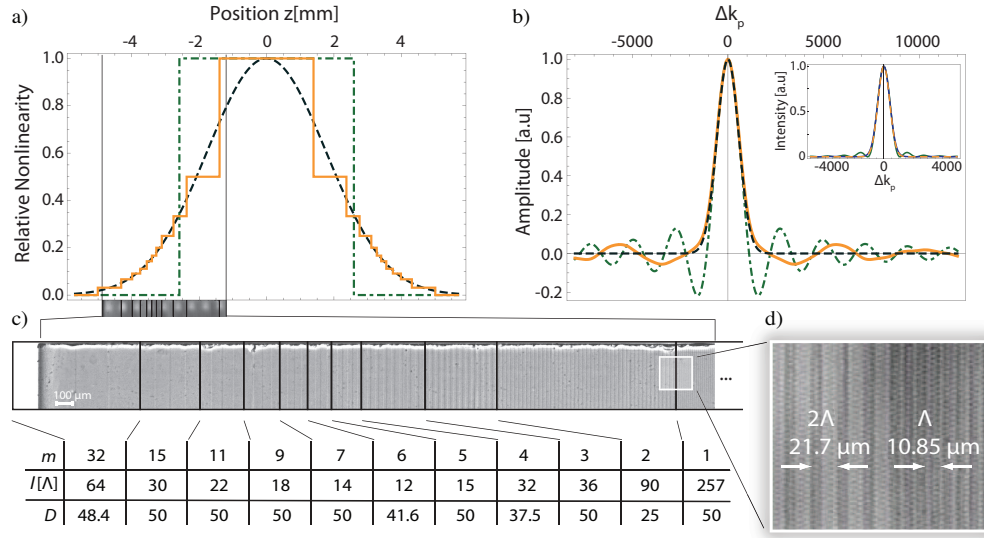 a)
Position z[mm]
-4 -2 0 2 4
Relative Nonlinearity
1.0
0.8
0.6
0.4
0.2
0.0
b)
Δkp
-5000 0 5000 10000
Amplitude [a.u]
1.0
0.8
0.6
0.4
0.2
0.0
-0.2
Intensity [a.u]
1
0.5
0
-4000 0 4000
Δkp
c)
100 μm
...
m 32 15 11 9 7 6 5 4 3 2 1
l[Λ] 64 30 22 18 14 12 15 32 36 90 257
D 48.4 50 50 50 50 41.6 50 37.5 50 25 50
d)
2Λ Λ
21.7 μm 10.85 μm